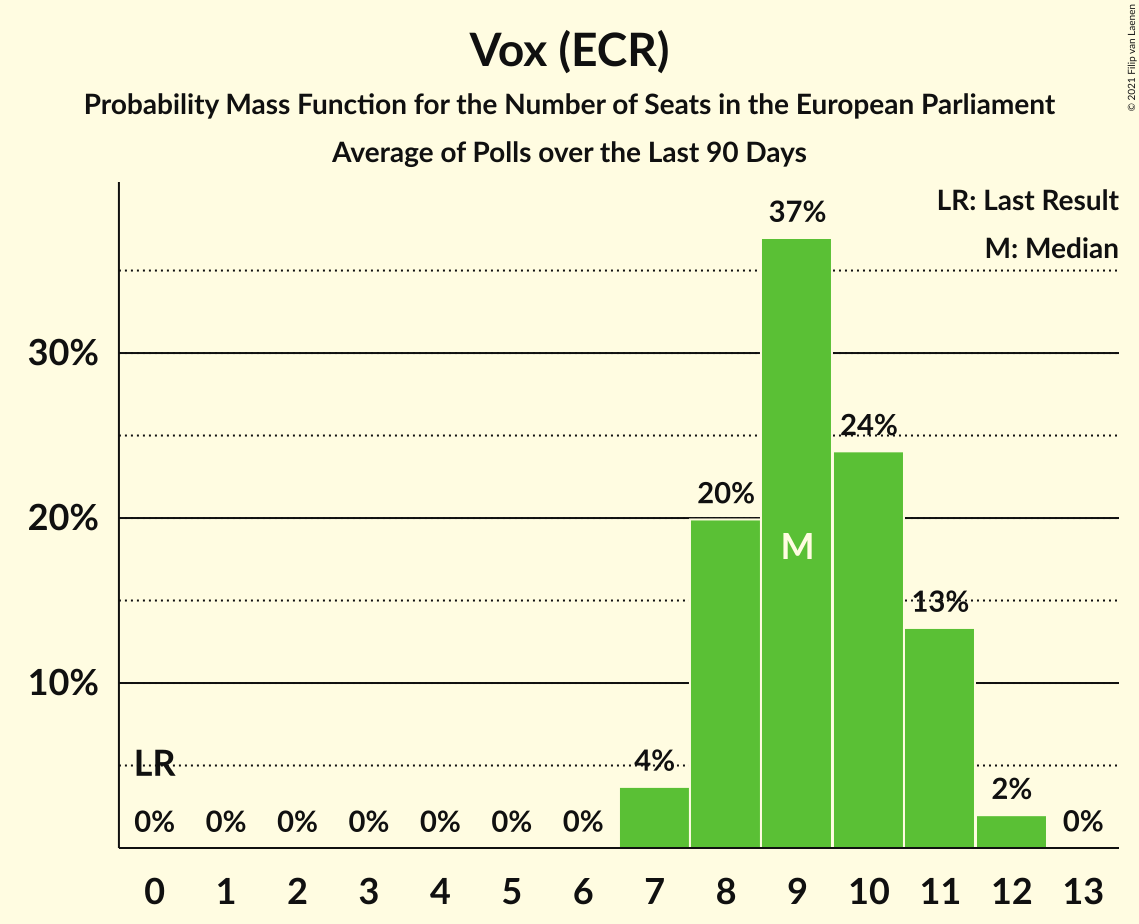 Vox (ECR)
Probability Mass Function for the Number of Seats in the European Parliament
Average of Polls over the Last 90 Days
© 2021 Filip van Laenen
LR: Last Result
M: Median
37%
30%
24%
20%
20%
M
13%
10%
LR
4%
2%
0% 0% 0% 0% 0% 0% 0% 0%
0 1 2 3 4 5 6 7 8 9 10 11 12 13